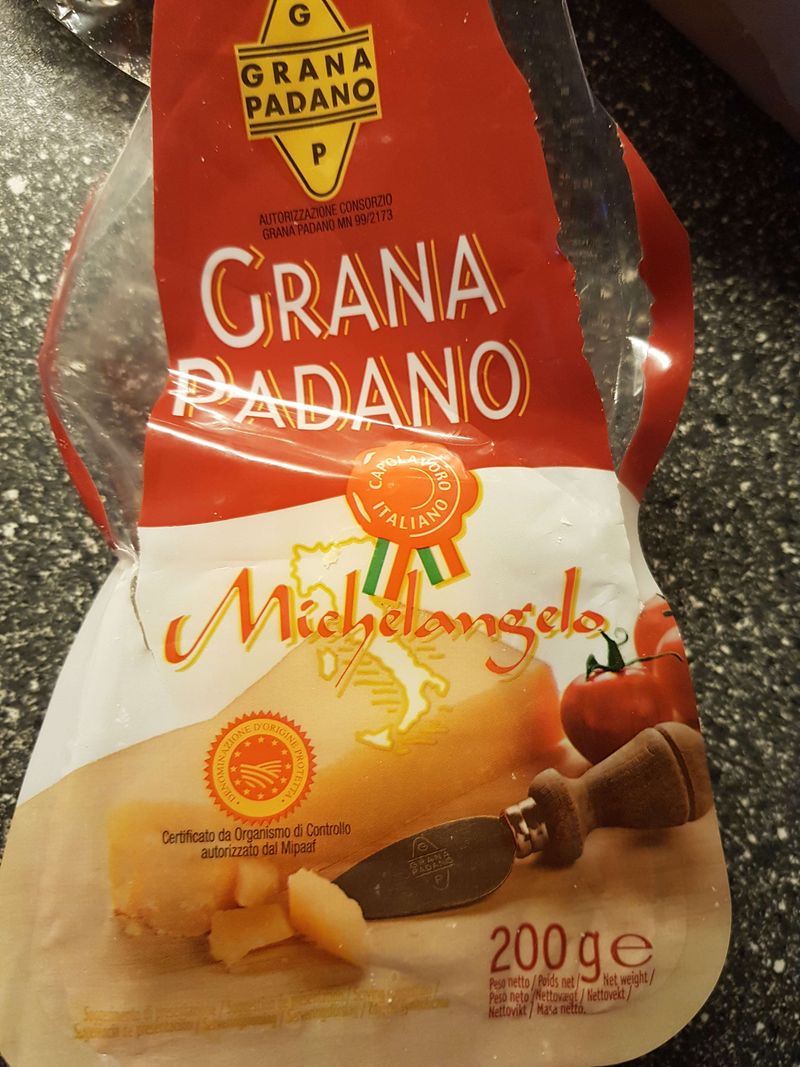 G
GRANA
PADANO
P
AUTORIZZAZIONE CONSORZIO
GRANA PADANO MN 99/2173
GRANA
PADANO
CAPOLAVORO
ITALIANO
Michelangelo
DENOMINAZIONE D'ORIGINE PROTETTA
Certificato da Organismo di Controllo
autorizzato dal Mipaaf
GRANA
PADANO
P
200 g e
Peso netto / Poids net / Net weight /
Peso neto / Nettovægt / Nettovekt /
Nettovikt / Masa netto.